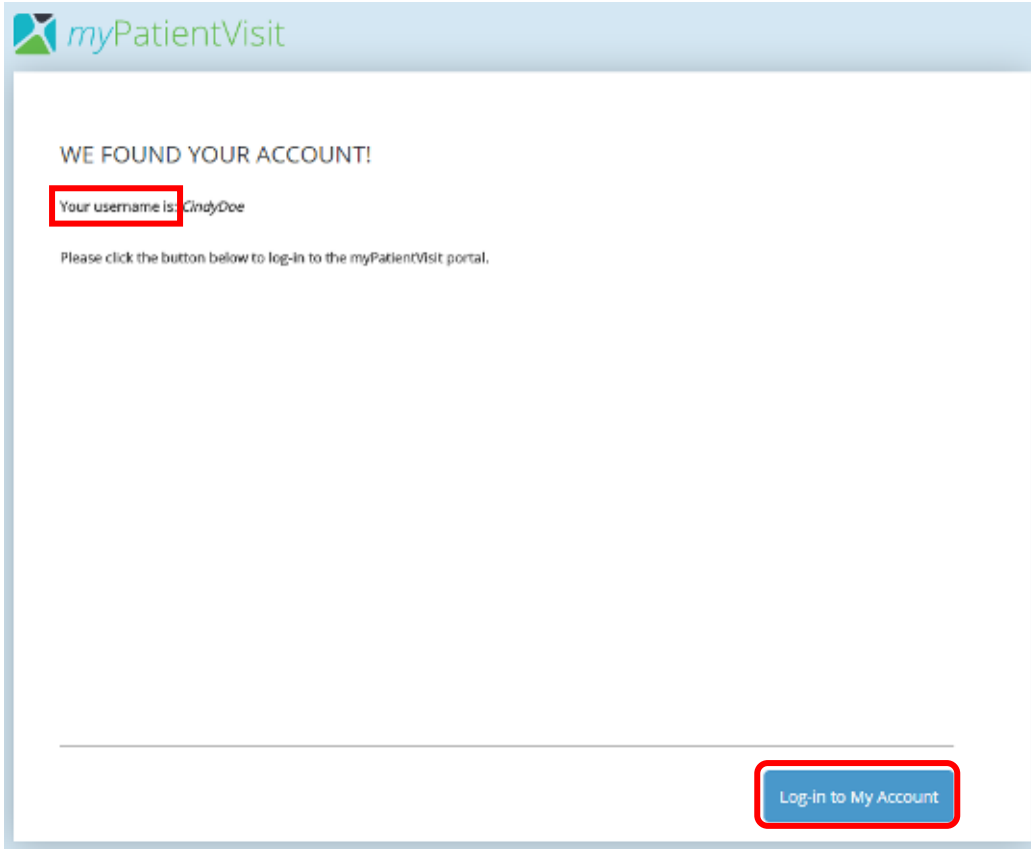 myPatientVisit
WE FOUND YOUR ACCOUNT!
Your username is: CindyDoe
Please click the button below to log-in to the myPatientVisit portal.
Log-in to My Account